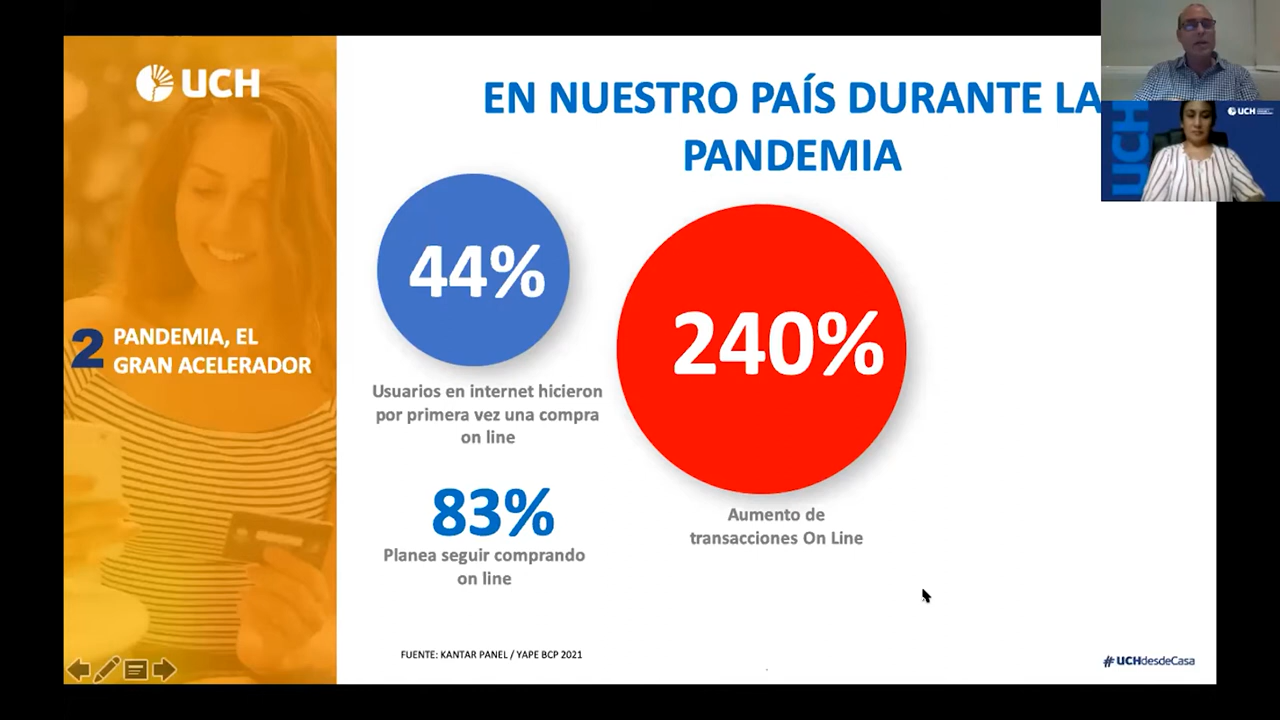 UCH
EN NUESTRO PAÍS DURANTE LA
PANDEMIA
UCH
UCH
44%
240%
2 PANDEMIA, EL
GRAN ACELERADOR
Usuarios en internet hicieron
por primera vez una compra
on line
83%
Planea seguir comprando
on line
Aumento de
transacciones On Line
FUENTE: KANTAR PANEL / YAPE BCP 2021
#UCHdesdeCasa